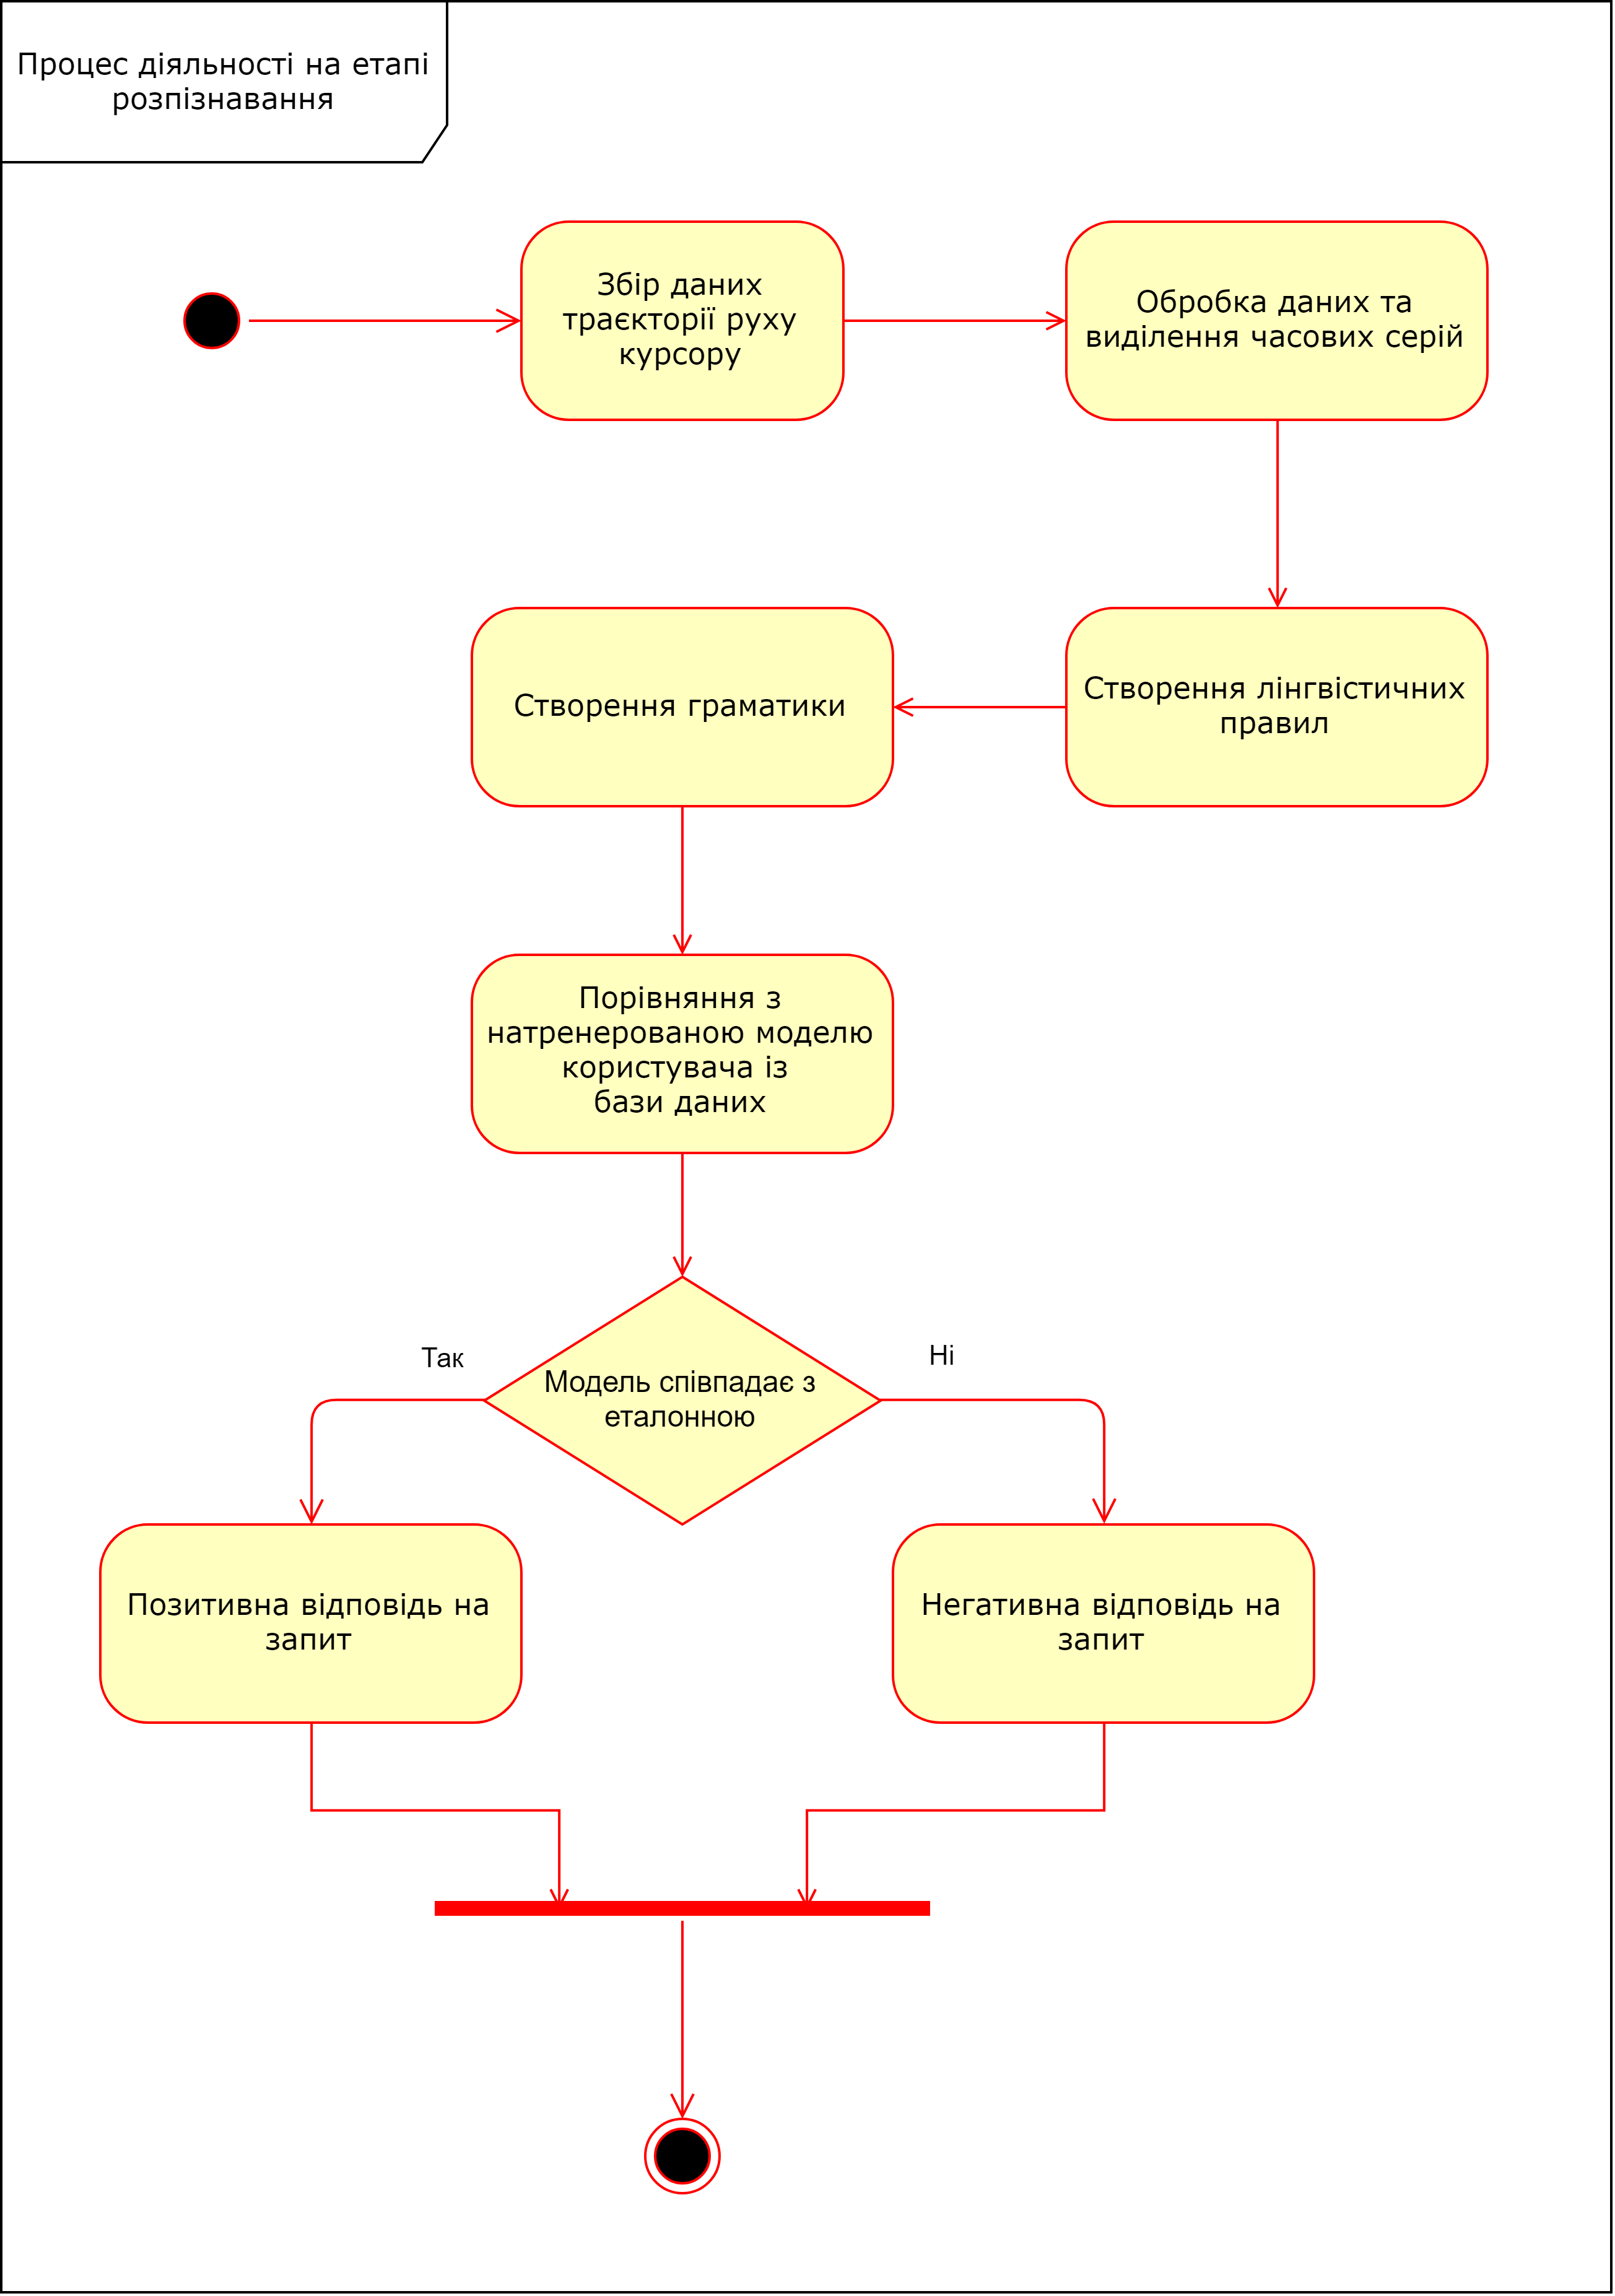 Процес діяльності на етапі
розпізнавання
Збір даних
траєкторії руху
курсору
Обробка даних та
виділення часових серій
Створення граматики
Створення лінгвістичних
правил
Порівняння з
натренерованою моделю
користувача із
бази даних
Так
Ні
Модель співпадає з
еталонною
Позитивна відповідь на
запит
Негативна відповідь на
запит